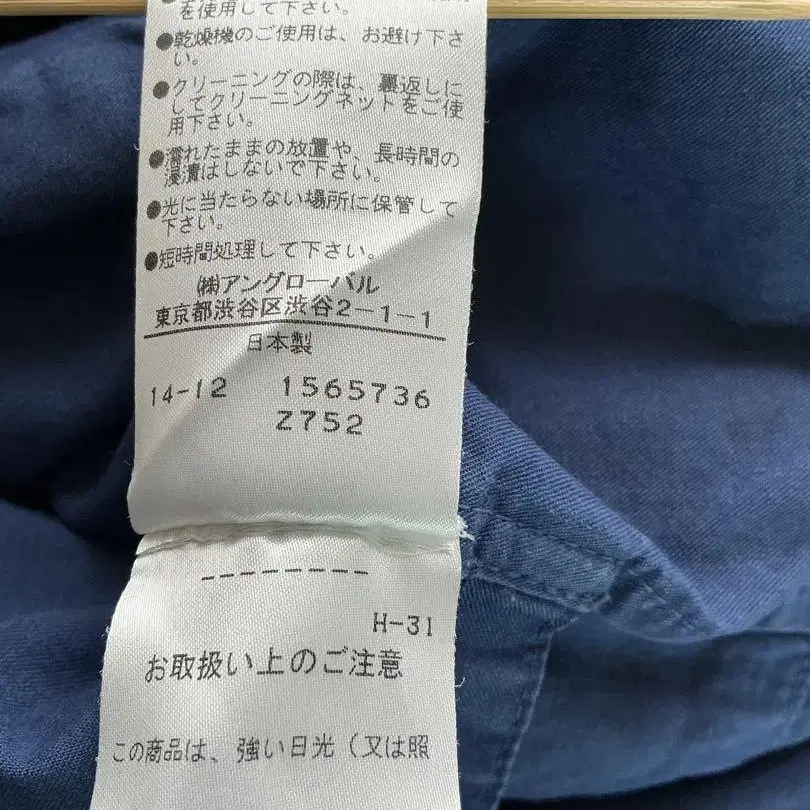 を使用して下さい。
●乾燥機のご使用は、お避け下さ
い。
●クリーニングの際は、裏返しに
してクリーニングネットをご使
用下さい。
●濡れたままの放置や、長時間の
浸漬はしないで下さい。
●光に当たらない場所に保管して
下さい。
●短時間処理して下さい。
㈱アングローバル
東京都渋谷区渋谷2-1-1
日本製
14-12 1565736
Z752
--------
H-31
お取扱い上のご注意
この商品は、強い日光(又は照